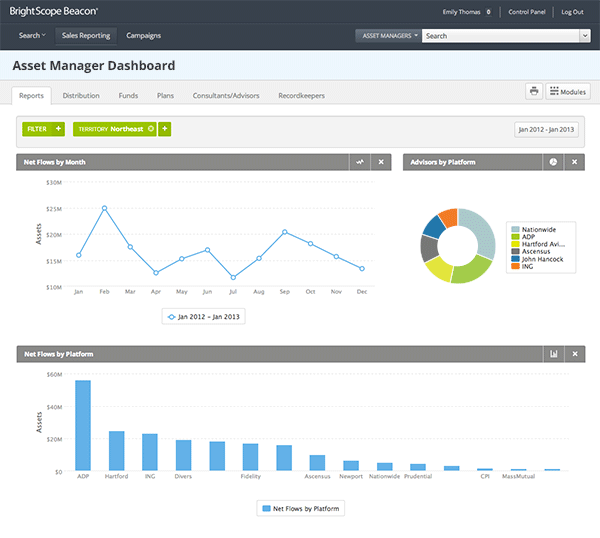 BrightScope Beacon®
Emily Thomas 0 Control Panel Log Out
Search Sales Reporting Campaigns ASSET MANAGERS Search
Asset Manager Dashboard
Reports Distribution Funds Plans Consultants/Advisors Recordkeepers Modules
FILTER + TERRITORY Northeast + Jan 2012 - Jan 2013
Net Flows by Month
$30M
$25M
$20M
$15M
$10M
Assets
Jan Feb Mar Apr May Jun Jul Aug Sep Oct Nov Dec
Jan 2012 – Jan 2013
Advisors by Platform
Nationwide
ADP
Hartford Avi...
Ascensus
John Hancock
ING
Net Flows by Platform
$60M
$40M
$20M
$0
Assets
ADP Hartford ING Divers Fidelity Ascensus Newport Nationwide Prudential CPI MassMutual
Net Flows by Platform